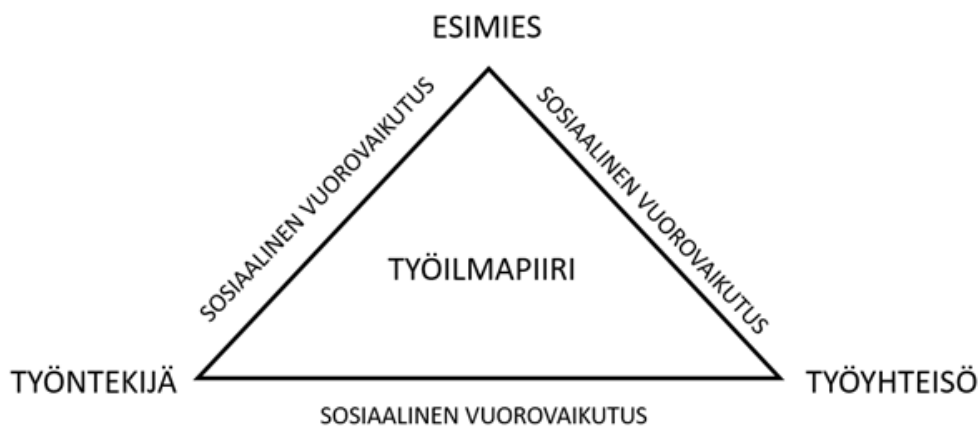 ESIMIES
SOSIAALINEN VUOROVAIKUTUS
SOSIAALINEN VUOROVAIKUTUS
TYÖILMAPIIRI
TYÖNTEKIJÄ
TYÖYHTEISÖ
SOSIAALINEN VUOROVAIKUTUS